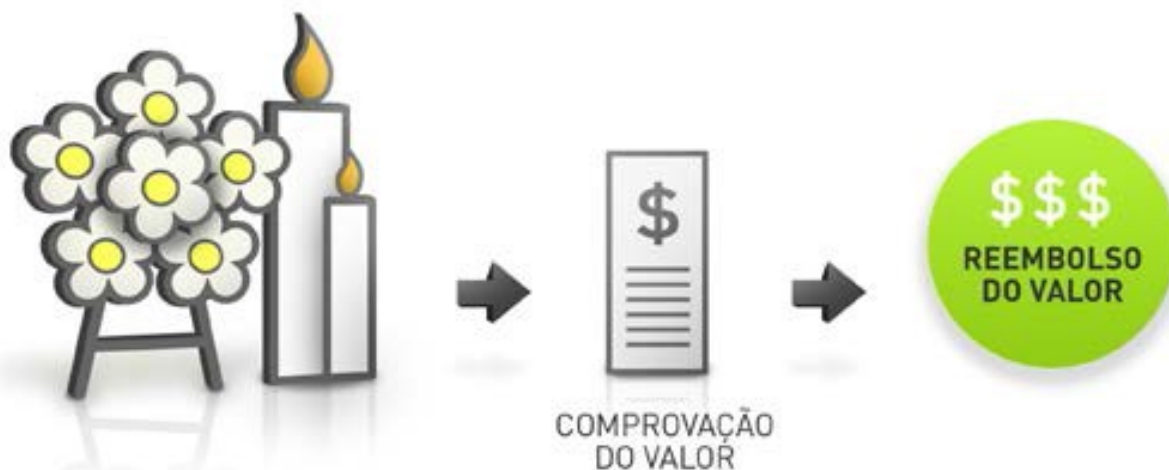 $
COMPROVAÇÃO
DO VALOR
$$$
REEMBOLSO
DO VALOR